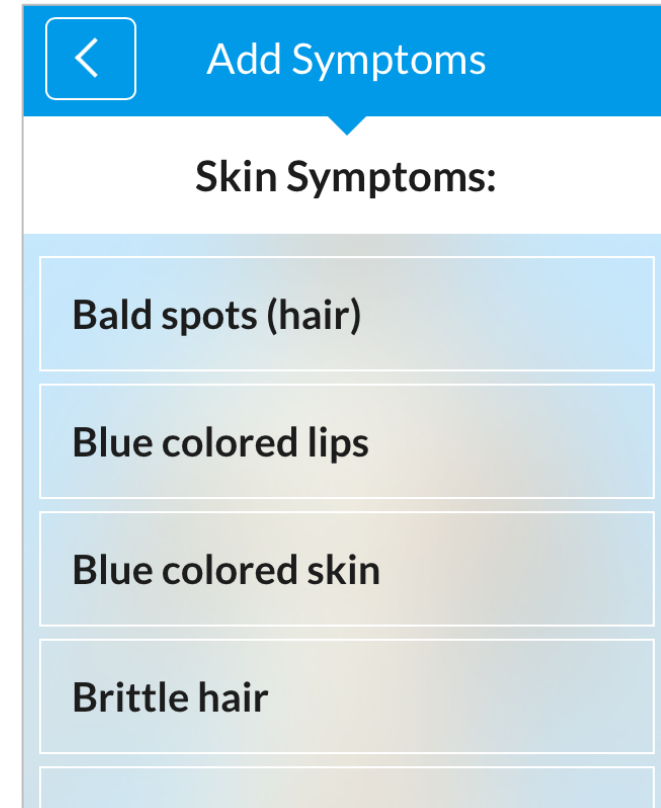 Add Symptoms
Skin Symptoms:
Bald spots (hair)
Blue colored lips
Blue colored skin
Brittle hair